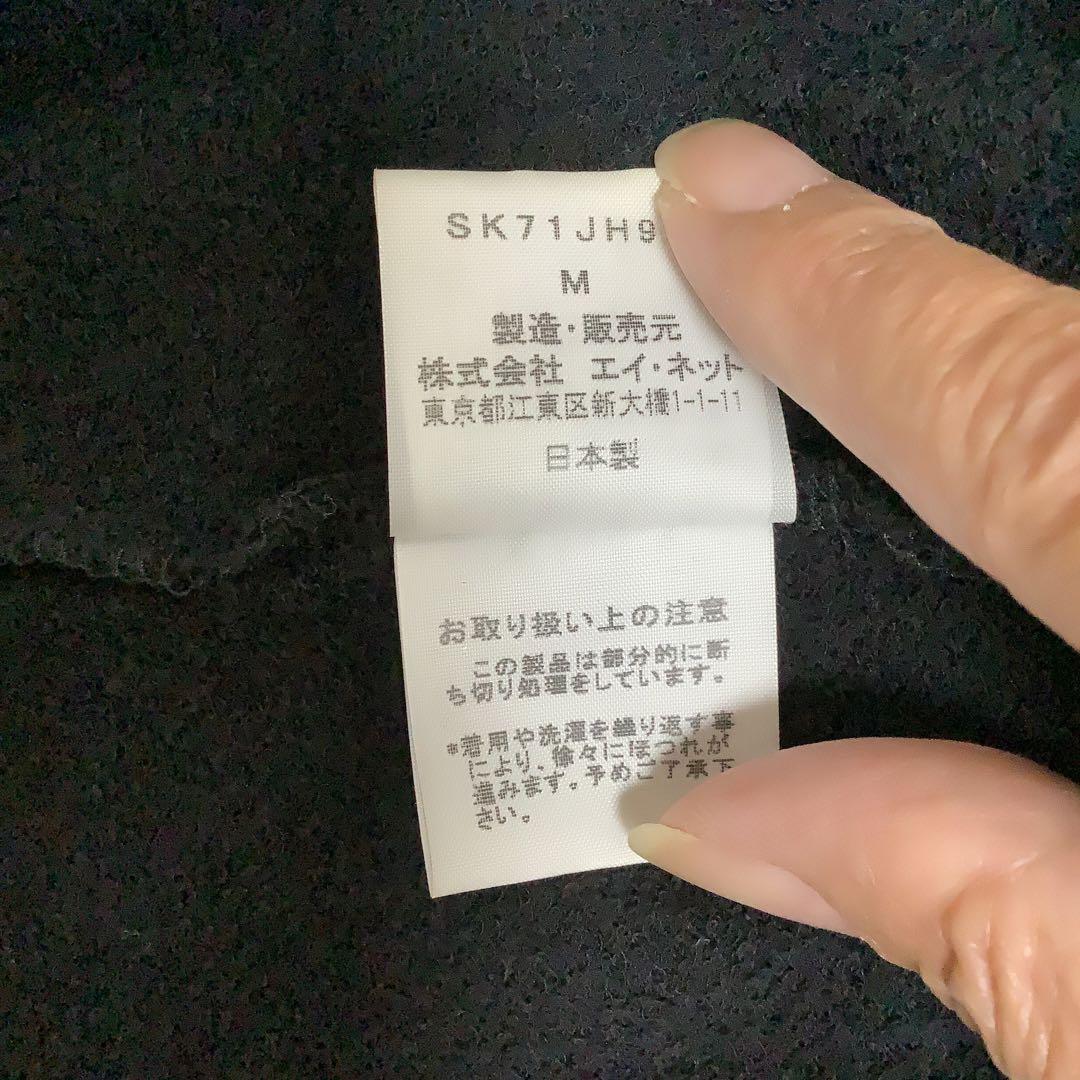 SK71JH9
M
製造・販売元
株式会社 エイ・ネット
東京都江東区新大橋1-1-11
日本製
お取り扱い上の注意
この製品は部分的に断
ち切り処理をしています。
*着用や洗濯を繰り返す事
により、徐々にほつれが
進みます。予めご了承下
さい。